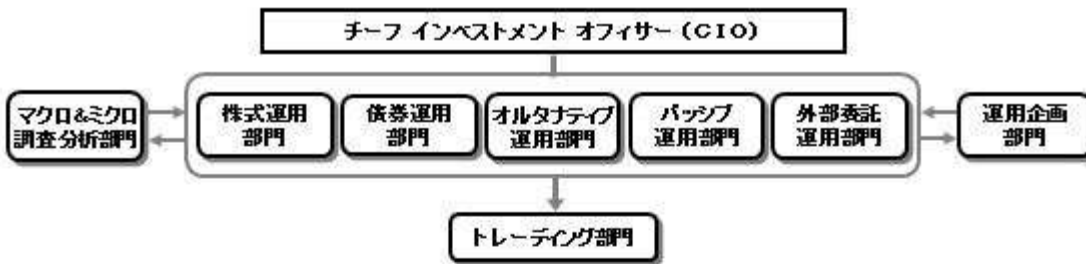 チーフ インベストメント オフィサー (CIO)
マクロ&ミクロ
調査分析部門
株式運用
部門
債券運用
部門
オルタナティブ
運用部門
パッシブ
運用部門
外部委託
運用部門
運用企画
部門
トレーディング部門